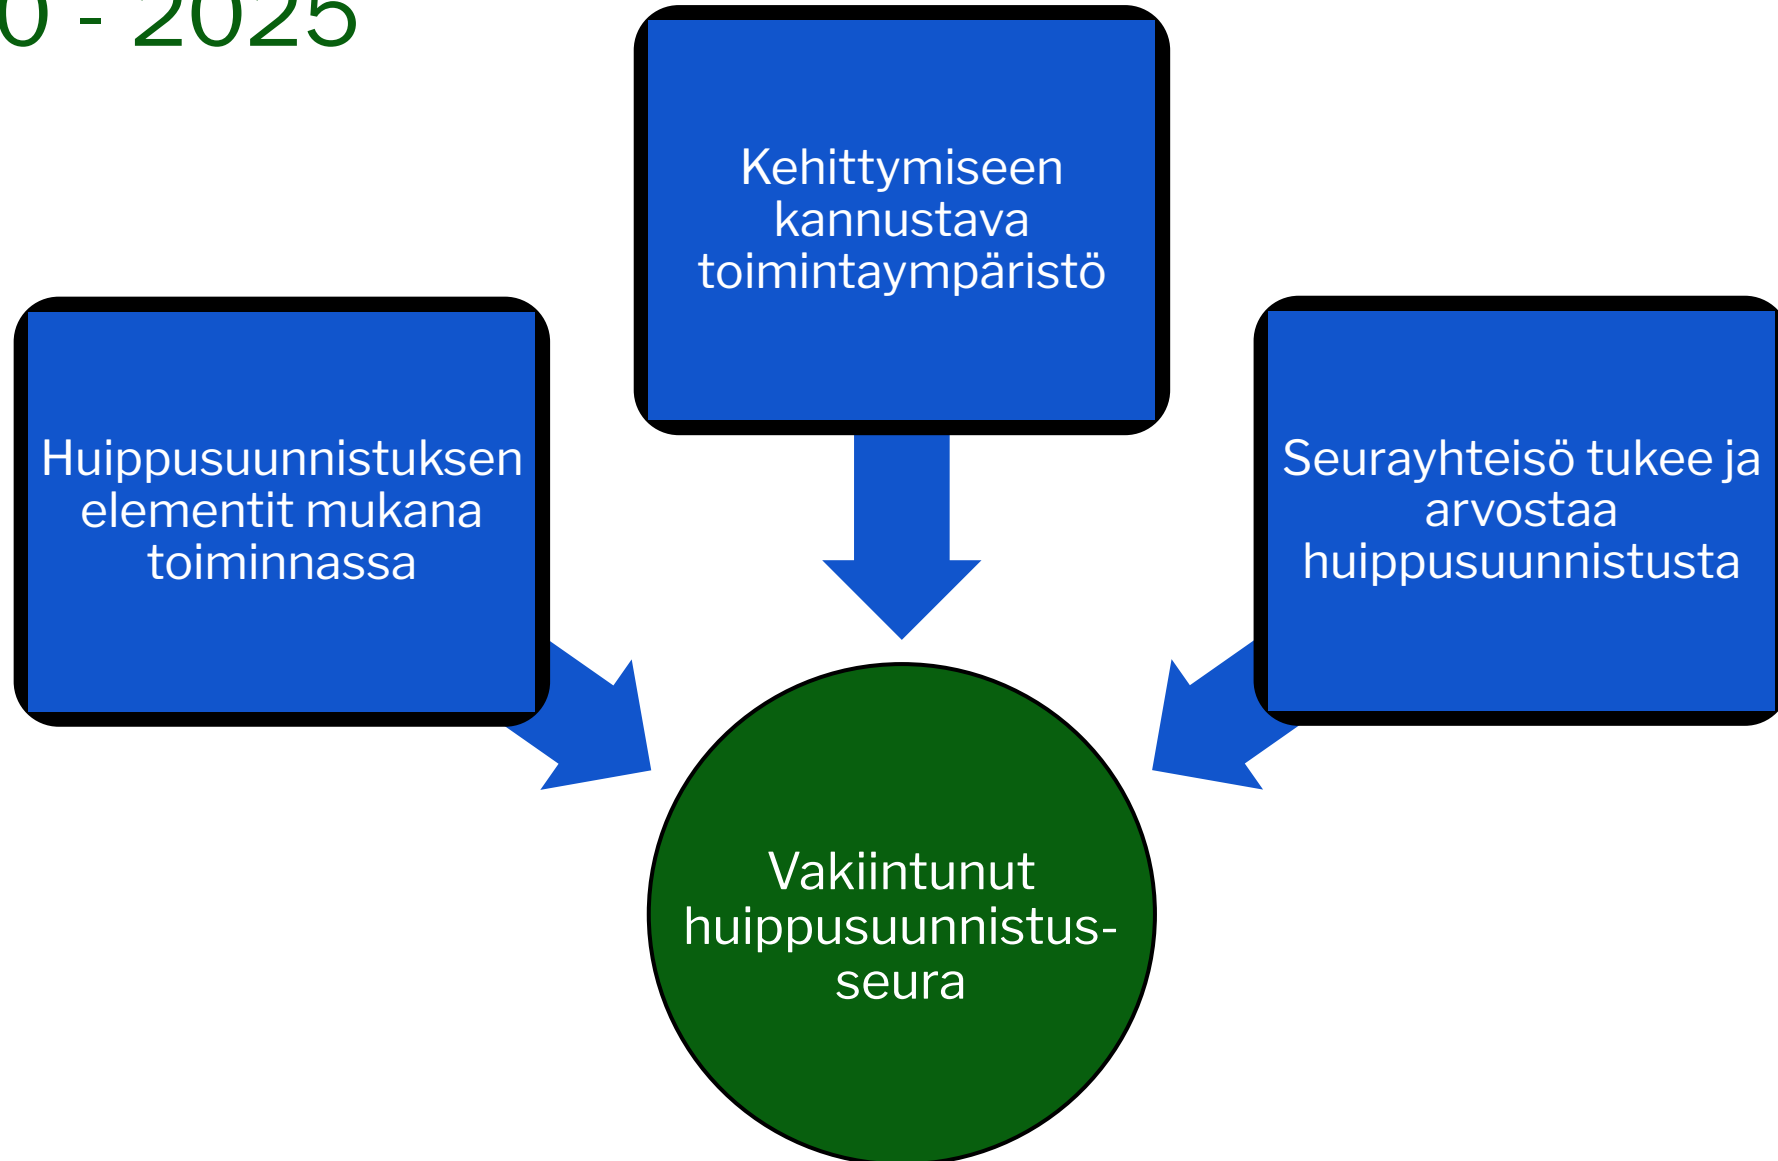 0 - 2025
Kehittymiseen
kannustava
toimintaympäristö
Huippusuunnistuksen
elementit mukana
toiminnassa
Seurayhteisö tukee ja
arvostaa
huippusuunnistusta
Vakiintunut
huippusuunnistus-
seura